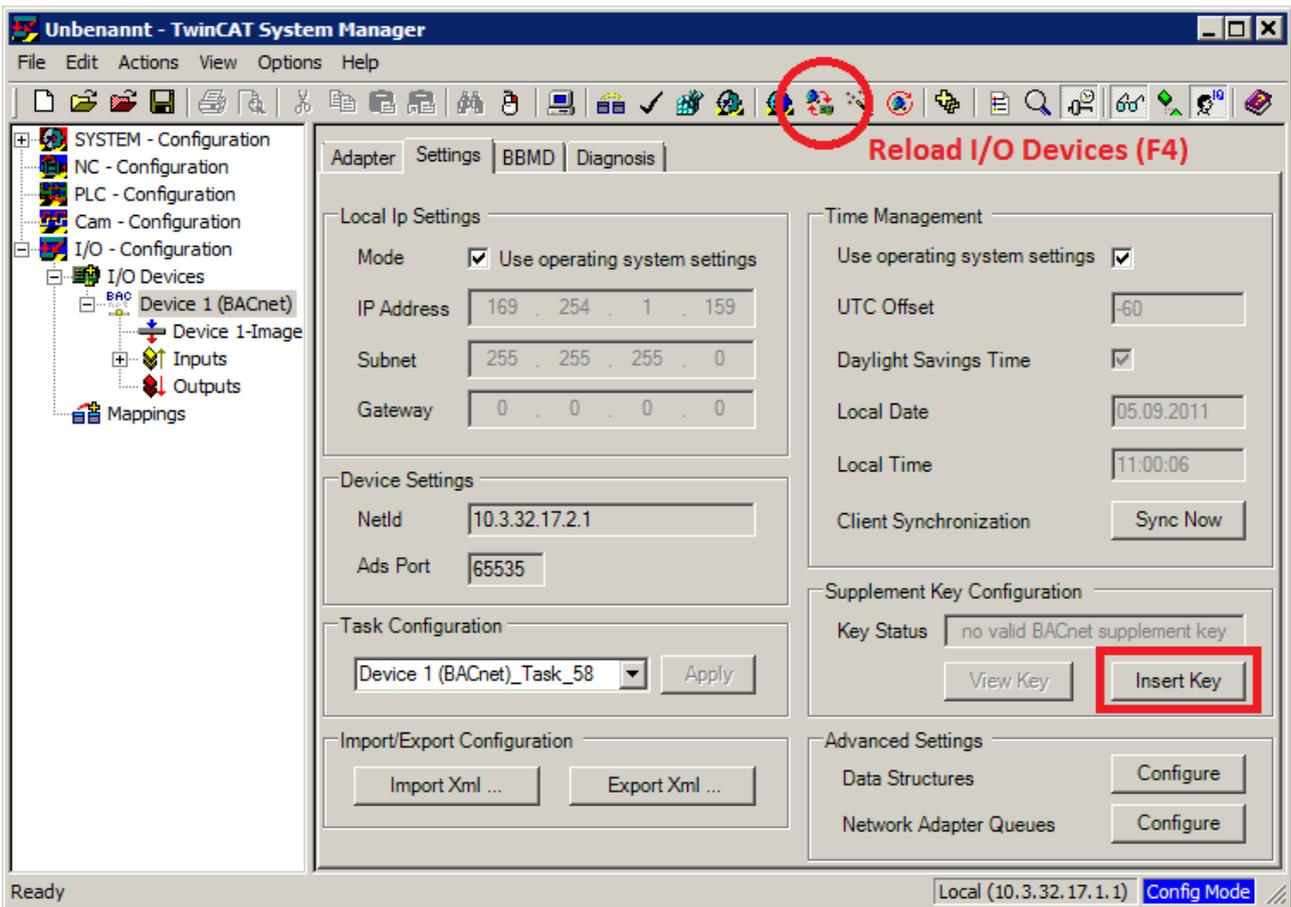 Unbenannt - TwinCAT System Manager
File Edit Actions View Options Help
Reload I/O Devices (F4)
SYSTEM - Configuration
NC - Configuration
PLC - Configuration
Cam - Configuration
I/O - Configuration
I/O Devices
Device 1 (BACnet)
Device 1-Image
Inputs
Outputs
Mappings
Adapter Settings BBMD Diagnosis
Local Ip Settings
Mode Use operating system settings
IP Address 169 . 254 . 1 . 159
Subnet 255 . 255 . 255 . 0
Gateway 0 . 0 . 0 . 0
Device Settings
NetId 10.3.32.17.2.1
Ads Port 65535
Task Configuration
Device 1 (BACnet)_Task_58 Apply
Import/Export Configuration
Import Xml ... Export Xml ...
Time Management
Use operating system settings
UTC Offset -60
Daylight Savings Time
Local Date 05.09.2011
Local Time 11:00:06
Client Synchronization Sync Now
Supplement Key Configuration
Key Status no valid BACnet supplement key
View Key Insert Key
Advanced Settings
Data Structures Configure
Network Adapter Queues Configure
Ready Local (10.3.32.17.1.1) Config Mode